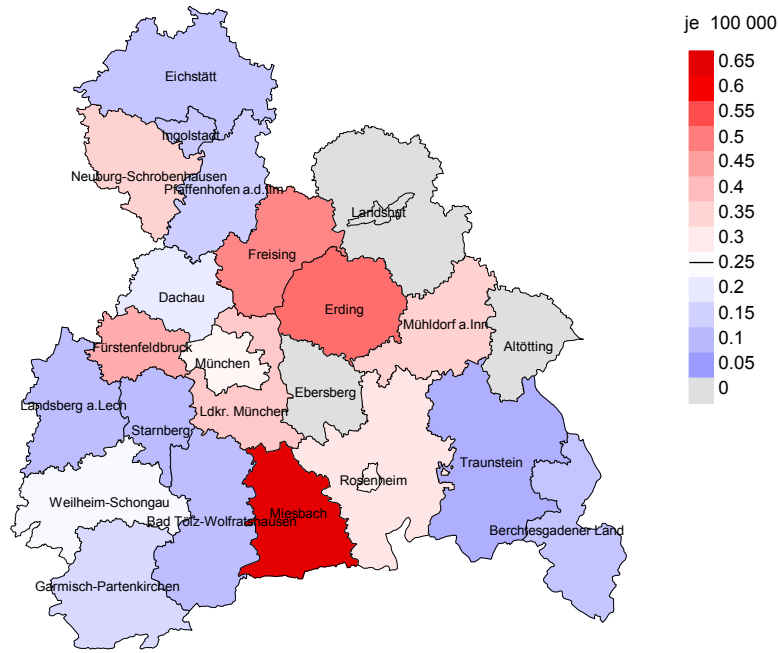 je 100 000
0.65
0.6
0.55
0.5
0.45
0.4
0.35
0.3
0.25
0.2
0.15
0.1
0.05
0
Eichstätt
Ingolstadt
Neuburg-Schrobenhausen
Pfaffenhofen a.d.Ilm
Landshut
Freising
Dachau
Erding
Mühldorf a.Inn
Fürstenfeldbruck
München
Altötting
Ebersberg
Landsberg a.Lech
Ldkr. München
Starnberg
Traunstein
Rosenheim
Weilheim-Schongau
Miesbach
Bad Tölz-Wolfratshausen
Berchtesgadener Land
Garmisch-Partenkirchen